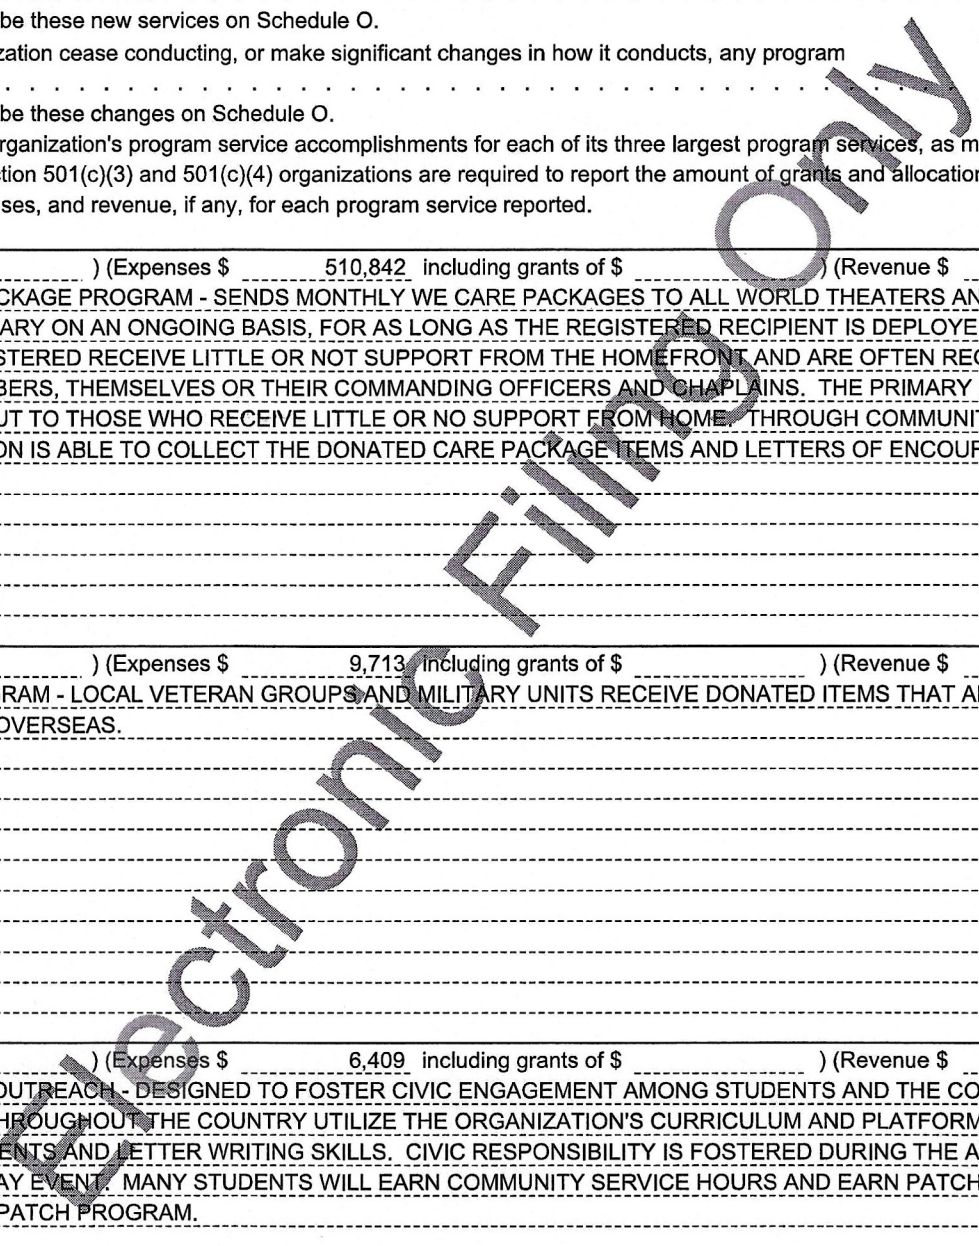 be these new services on Schedule O.
zation cease conducting, or make significant changes in how it conducts, any program
be these changes on Schedule O.
rganization's program service accomplishments for each of its three largest program services, as m
tion 501(c)(3) and 501(c)(4) organizations are required to report the amount of grants and allocation
ses, and revenue, if any, for each program service reported.
) (Expenses $ 510,842 including grants of $ ) (Revenue $
CKAGE PROGRAM - SENDS MONTHLY WE CARE PACKAGES TO ALL WORLD THEATERS AN
ARY ON AN ONGOING BASIS, FOR AS LONG AS THE REGISTERED RECIPIENT IS DEPLOYE
STERED RECEIVE LITTLE OR NOT SUPPORT FROM THE HOMEFRONT AND ARE OFTEN REC
BERS, THEMSELVES OR THEIR COMMANDING OFFICERS AND CHAPLAINS. THE PRIMARY
UT TO THOSE WHO RECEIVE LITTLE OR NO SUPPORT FROM HOME. THROUGH COMMUNIT
ON IS ABLE TO COLLECT THE DONATED CARE PACKAGE ITEMS AND LETTERS OF ENCOUR
) (Expenses $ 9,713 including grants of $ ) (Revenue $
RAM - LOCAL VETERAN GROUPS AND MILITARY UNITS RECEIVE DONATED ITEMS THAT A
OVERSEAS.
) (Expenses $ 6,409 including grants of $ ) (Revenue $
OUTREACH - DESIGNED TO FOSTER CIVIC ENGAGEMENT AMONG STUDENTS AND THE CO
HROUGHOUT THE COUNTRY UTILIZE THE ORGANIZATION'S CURRICULUM AND PLATFORM
ENTS AND LETTER WRITING SKILLS. CIVIC RESPONSIBILITY IS FOSTERED DURING THE A
AY EVENT. MANY STUDENTS WILL EARN COMMUNITY SERVICE HOURS AND EARN PATCH
PATCH PROGRAM.
Electronic Filing Only